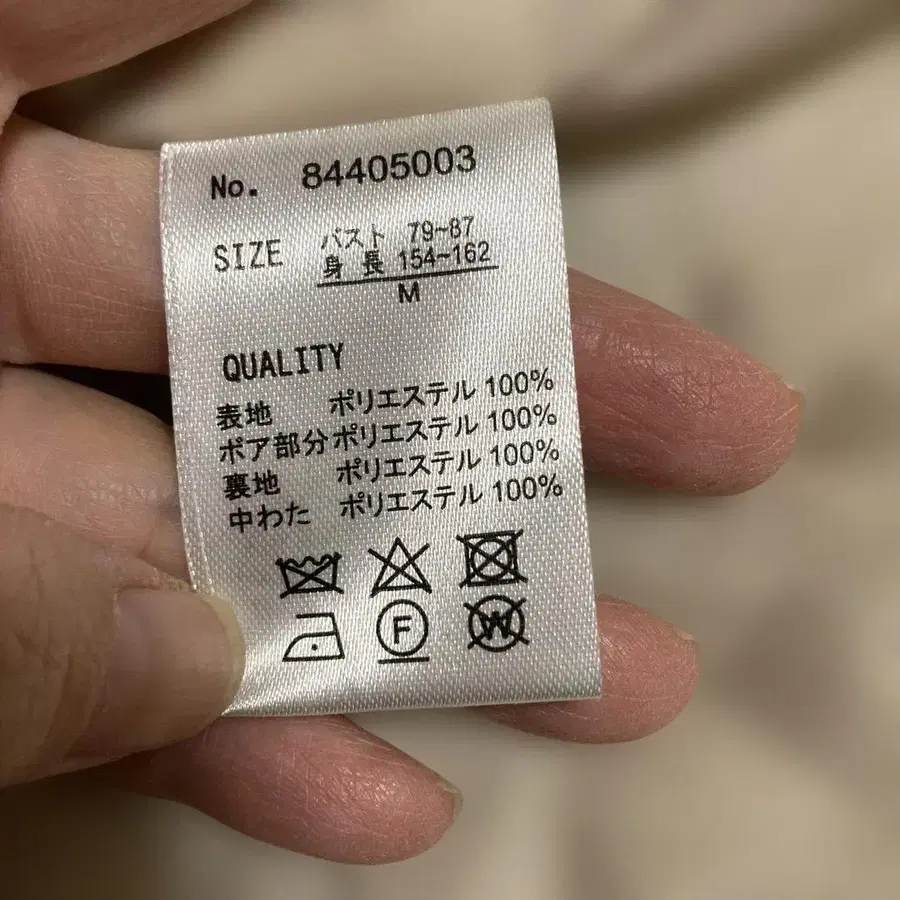 No. 84405003
SIZE
バスト 79~87
身長 154~162
M
QUALITY
表地 ポリエステル 100%
ボア部分 ポリエステル 100%
裏地 ポリエステル 100%
中わた ポリエステル 100%
F
W